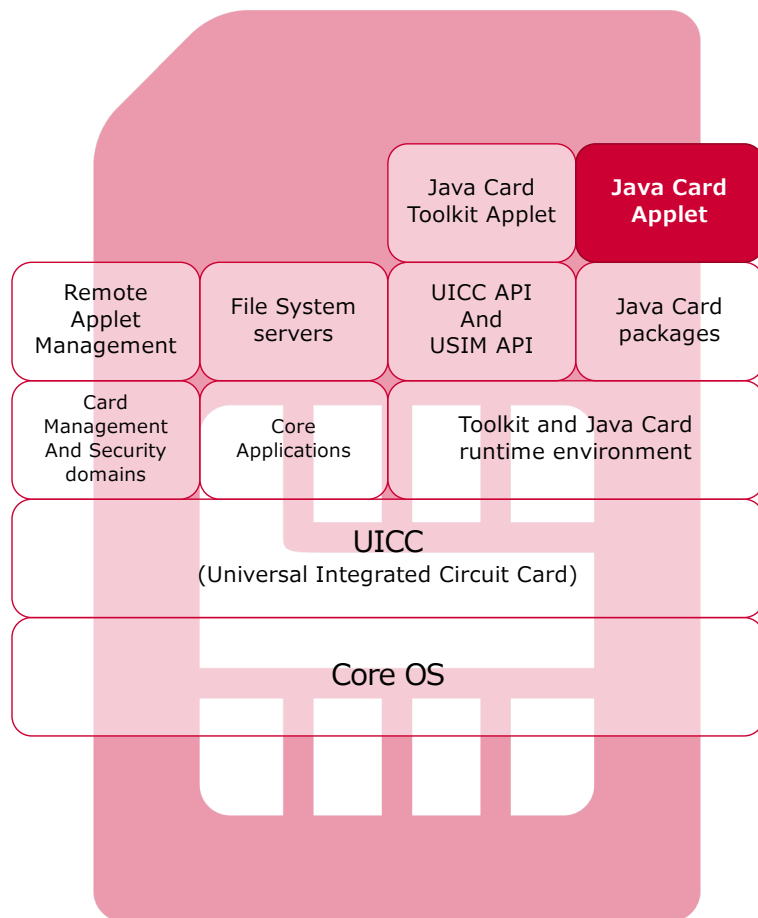 Java Card
Toolkit Applet
Java Card
Applet
Remote
Applet
Management
File System
servers
UICC API
And
USIM API
Java Card
packages
Card
Management
And Security
domains
Core
Applications
Toolkit and Java Card
runtime environment
UICC
(Universal Integrated Circuit Card)
Core OS